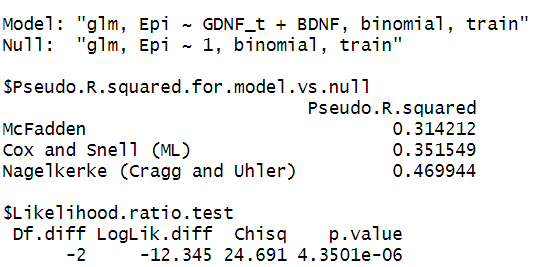 Model: "glm, Epi ~ GDNF_t + BDNF, binomial, train"
Null: "glm, Epi ~ 1, binomial, train"
$Pseudo.R.squared.for.model.vs.null
Pseudo.R.squared
McFadden 0.314212
Cox and Snell (ML) 0.351549
Nagelkerke (Cragg and Uhler) 0.469944
$Likelihood.ratio.test
Df.diff LogLik.diff Chisq p.value
-2 -12.345 24.691 4.3501e-06